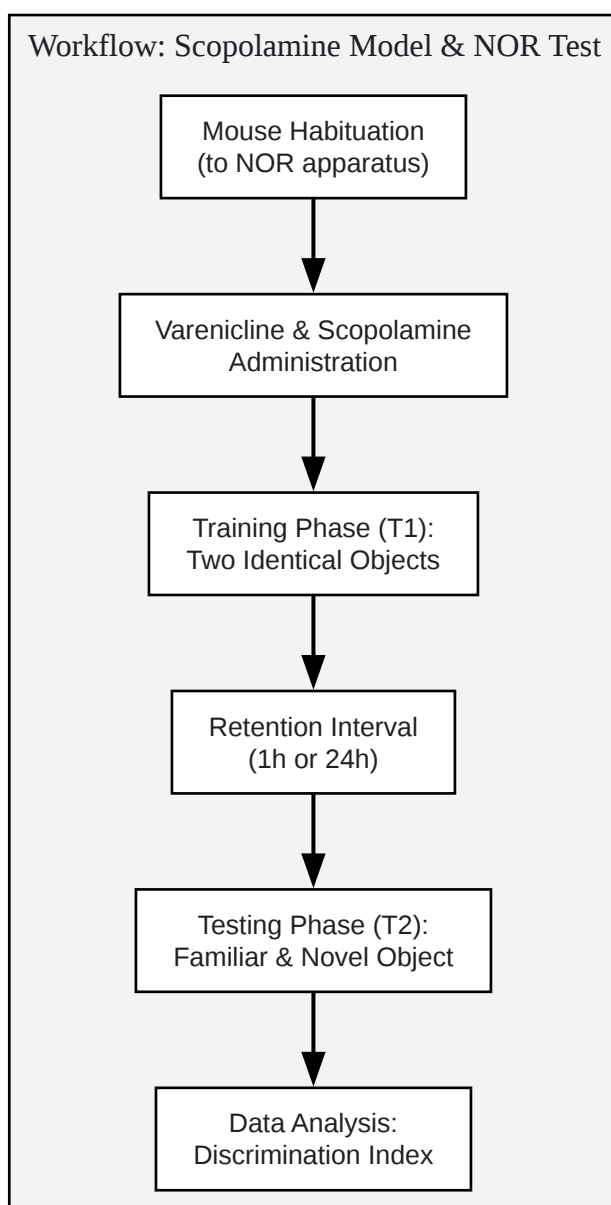 Workflow: Scopolamine Model & NOR Test
Mouse Habituation
(to NOR apparatus)
Varenicline & Scopolamine
Administration
Training Phase (T1):
Two Identical Objects
Retention Interval
(1h or 24h)
Testing Phase (T2):
Familiar & Novel Object
Data Analysis:
Discrimination Index